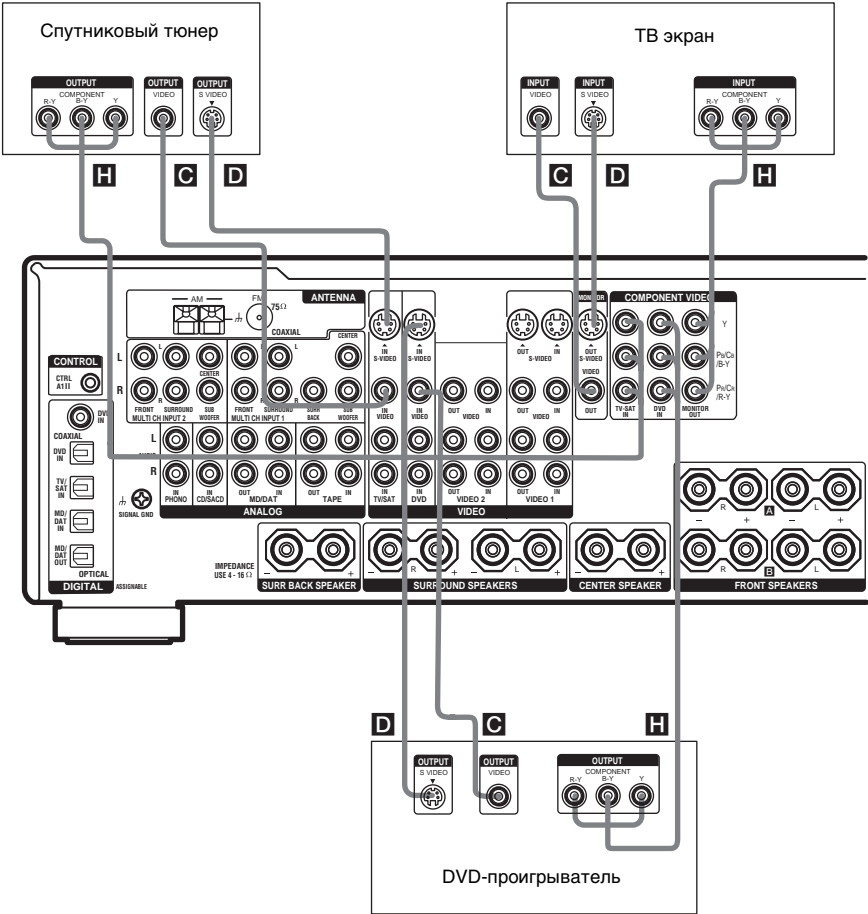 Спутниковый тюнер
OUTPUT
COMPONENT
R-Y B-Y Y
OUTPUT
VIDEO
OUTPUT
S VIDEO
ТВ экран
INPUT
VIDEO
INPUT
S VIDEO
INPUT
COMPONENT
R-Y B-Y Y
H C D
C D H
AM
FM
75Ω
COAXIAL
ANTENNA
MONITOR
COMPONENT VIDEO
CENTER
IN
S-VIDEO
IN
S-VIDEO
OUT IN
S-VIDEO
OUT
S-VIDEO
VIDEO
OUT
Y
PB/CB
/B-Y
PR/CR
/R-Y
TV-SAT
IN
DVD
IN
MONITOR
OUT
CONTROL
CTRL
A1II
L
R
L
R
L
R
L
R
CENTER
FRONT SURROUND SUB
WOOFER
MULTI CH INPUT 2
FRONT SURROUND SURR
BACK
SUB
WOOFER
MULTI CH INPUT 1
IN
VIDEO
IN
VIDEO
OUT IN
VIDEO
OUT IN
VIDEO
COAXIAL
DVD
IN
TV/
SAT
IN
MD/
DAT
IN
MD/
DAT
OUT
OPTICAL
DIGITAL
ASSIGNABLE
L
R
SIGNAL GND
IN
PHONO
IN
CD/SACD
OUT IN
MD/DAT
OUT IN
TAPE
ANALOG
IN
TV/SAT
IN
DVD
OUT IN
VIDEO 2
OUT IN
VIDEO 1
VIDEO
IMPEDANCE
USE 4 - 16 Ω
– +
SURR BACK SPEAKER
– R + – L +
SURROUND SPEAKERS
– +
CENTER SPEAKER
R L
– + A – +
R B L
FRONT SPEAKERS
D C H
OUTPUT
S VIDEO
OUTPUT
VIDEO
OUTPUT
COMPONENT
R-Y B-Y Y
DVD-проигрыватель